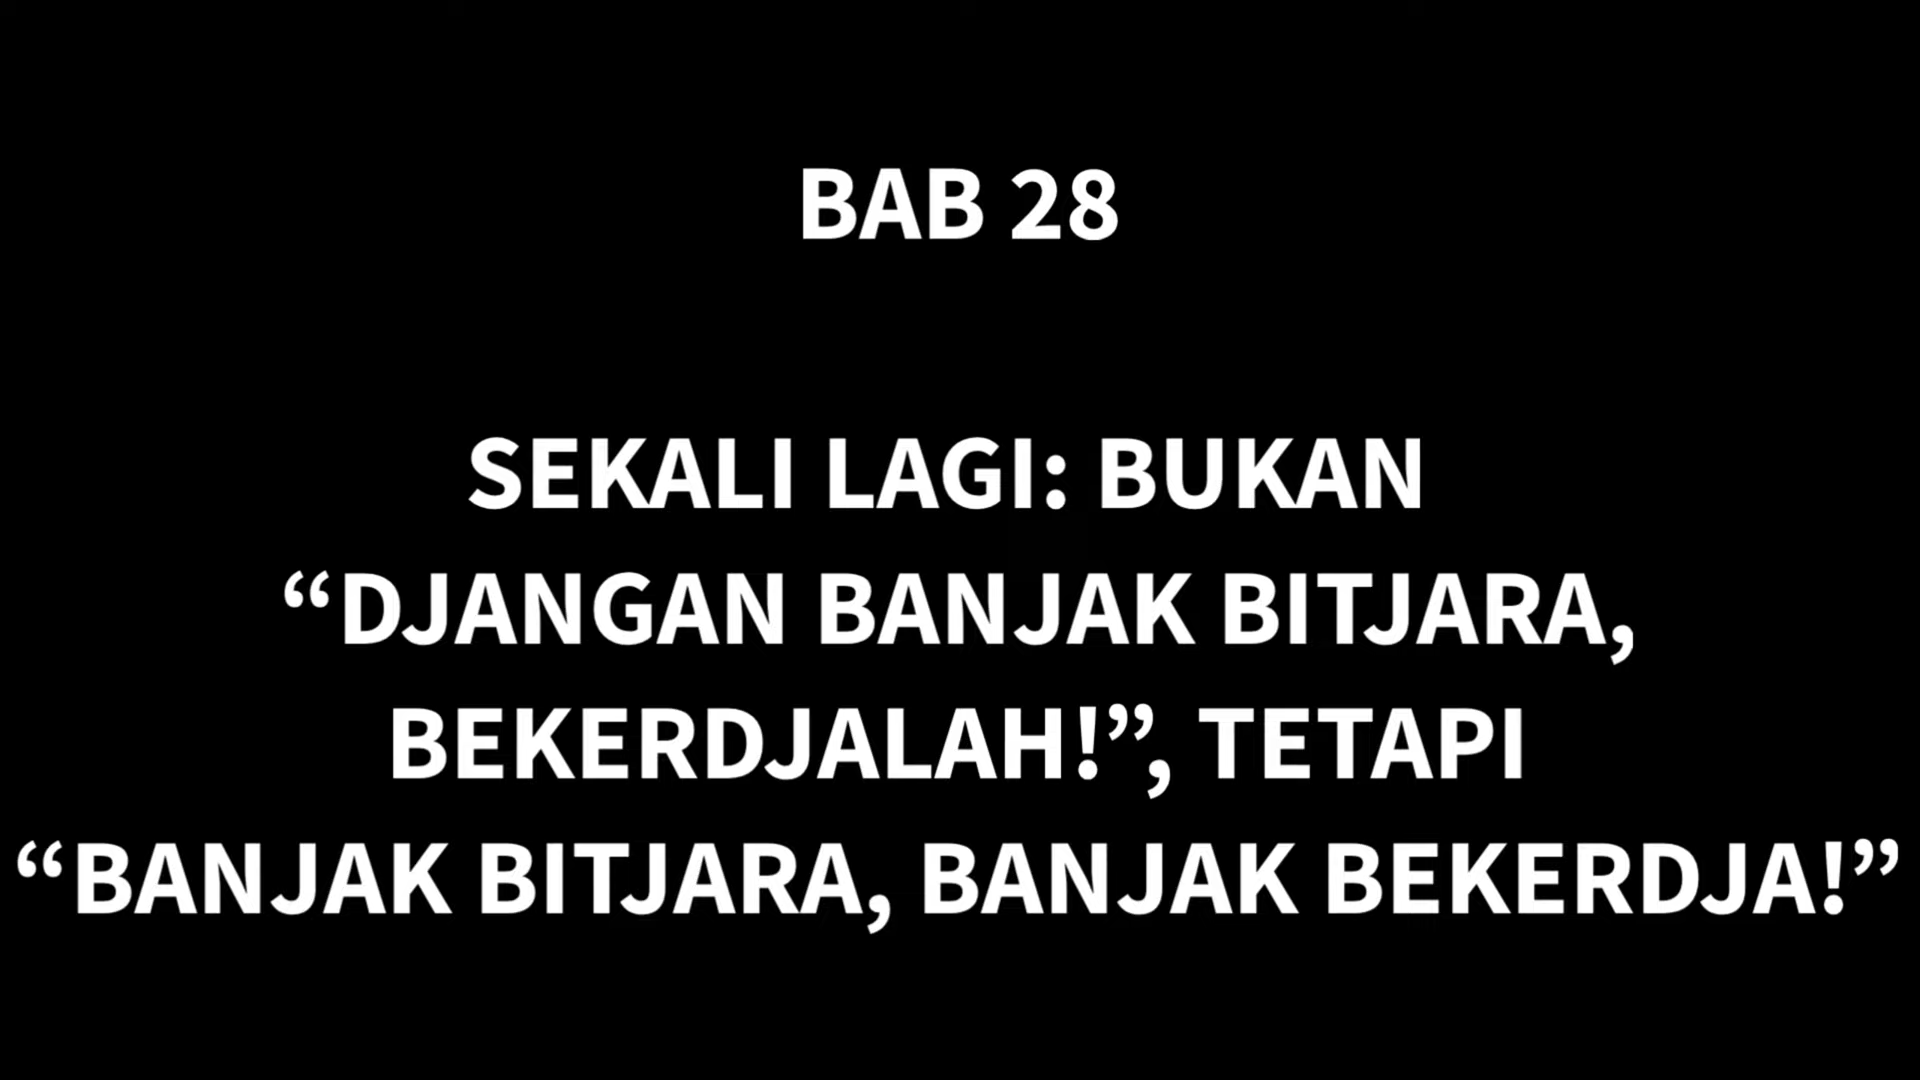 BAB 28
SEKALI LAGI: BUKAN
“DJANGAN BANJAK BITJARA,
BEKERDJALAH!”, TETAPI
“BANJAK BITJARA, BANJAK BEKERDJA!”